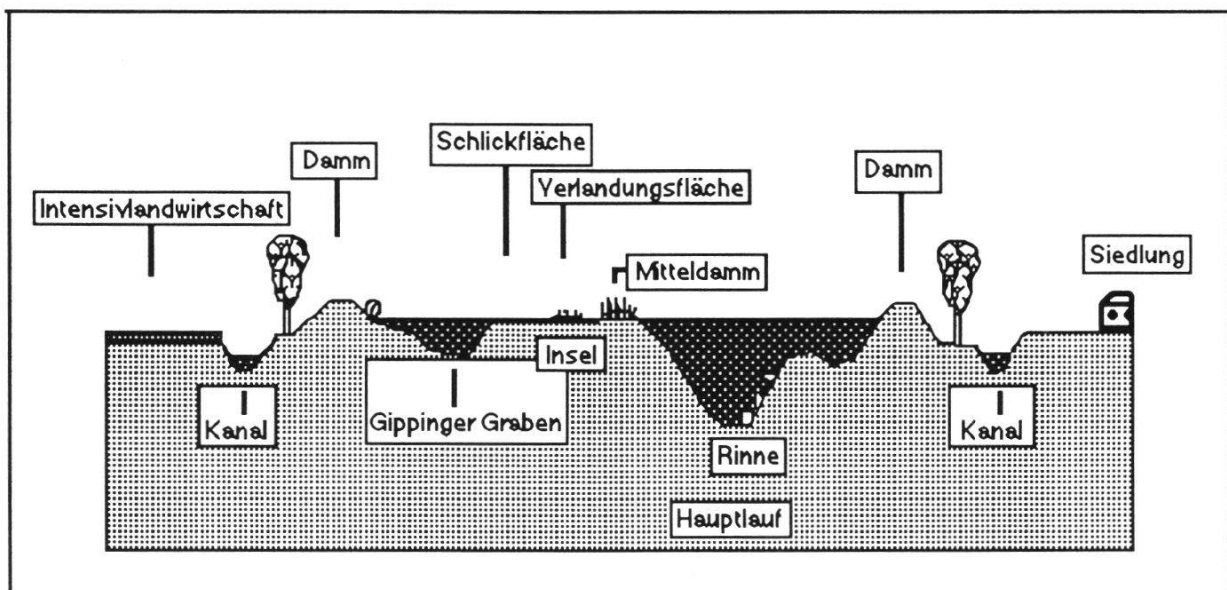 Schlickfläche
Damm
Damm
Verlandungsfläche
Intensivlandwirtschaft
Siedlung
Mitteldamm
Insel
Gippinger Graben
Kanal
Kanal
Rinne
Hauptlauf